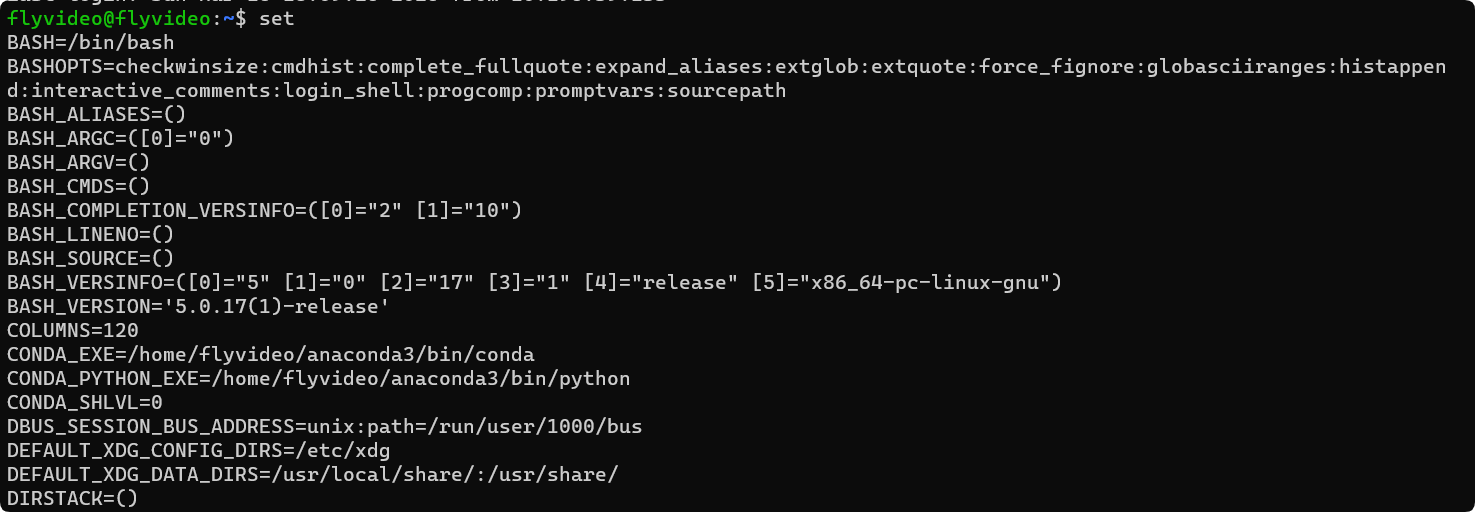 flyvideo@flyvideo:~$ set
BASH=/bin/bash
BASHOPTS=checkwinsize:cmdhist:complete_fullquote:expand_aliases:extglob:extquote:force_fignore:globasciiranges:histappen
d:interactive_comments:login_shell:progcomp:promptvars:sourcepath
BASH_ALIASES=()
BASH_ARGC=([0]="0")
BASH_ARGV=()
BASH_CMDS=()
BASH_COMPLETION_VERSINFO=([0]="2" [1]="10")
BASH_LINENO=()
BASH_SOURCE=()
BASH_VERSINFO=([0]="5" [1]="0" [2]="17" [3]="1" [4]="release" [5]="x86_64-pc-linux-gnu")
BASH_VERSION='5.0.17(1)-release'
COLUMNS=120
CONDA_EXE=/home/flyvideo/anaconda3/bin/conda
CONDA_PYTHON_EXE=/home/flyvideo/anaconda3/bin/python
CONDA_SHLVL=0
DBUS_SESSION_BUS_ADDRESS=unix:path=/run/user/1000/bus
DEFAULT_XDG_CONFIG_DIRS=/etc/xdg
DEFAULT_XDG_DATA_DIRS=/usr/local/share/:/usr/share/
DIRSTACK=()